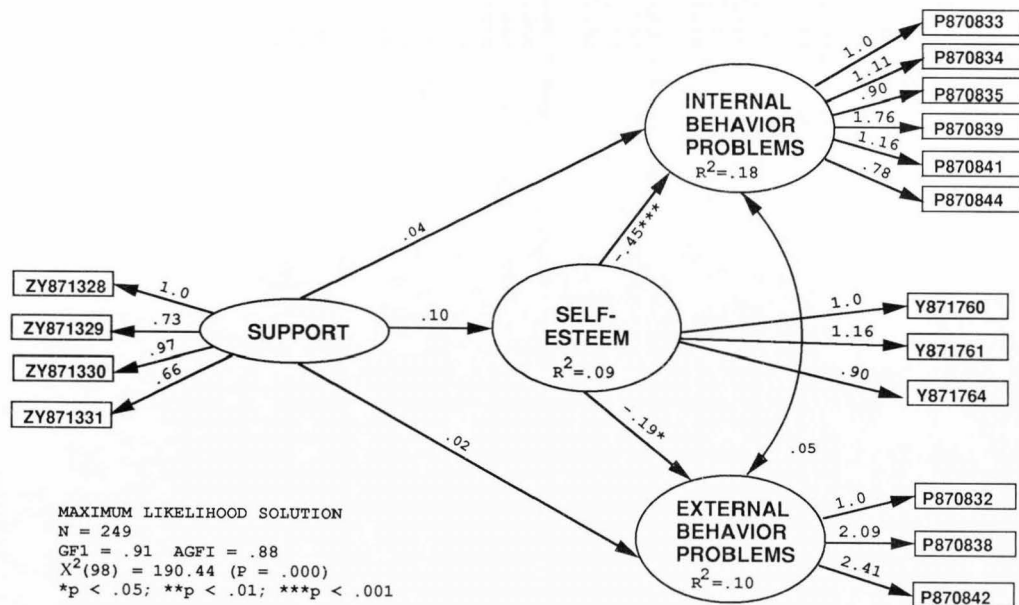 P870833
1.0
P870834
1.11
P870835
.90
P870839
1.76
P870841
1.16
P870844
.78
INTERNAL
BEHAVIOR
PROBLEMS
R²=.18
.04
-.45***
ZY871328
1.0
ZY871329
.73
ZY871330
.97
ZY871331
.66
SUPPORT
.10
SELF-
ESTEEM
R²=.09
1.0
Y871760
1.16
Y871761
.90
Y871764
-.19*
.02
.05
EXTERNAL
BEHAVIOR
PROBLEMS
R²=.10
1.0
P870832
2.09
P870838
2.41
P870842
MAXIMUM LIKELIHOOD SOLUTION
N = 249
GF1 = .91 AGFI = .88
X²(98) = 190.44 (P = .000)
*p < .05; **p < .01; ***p < .001